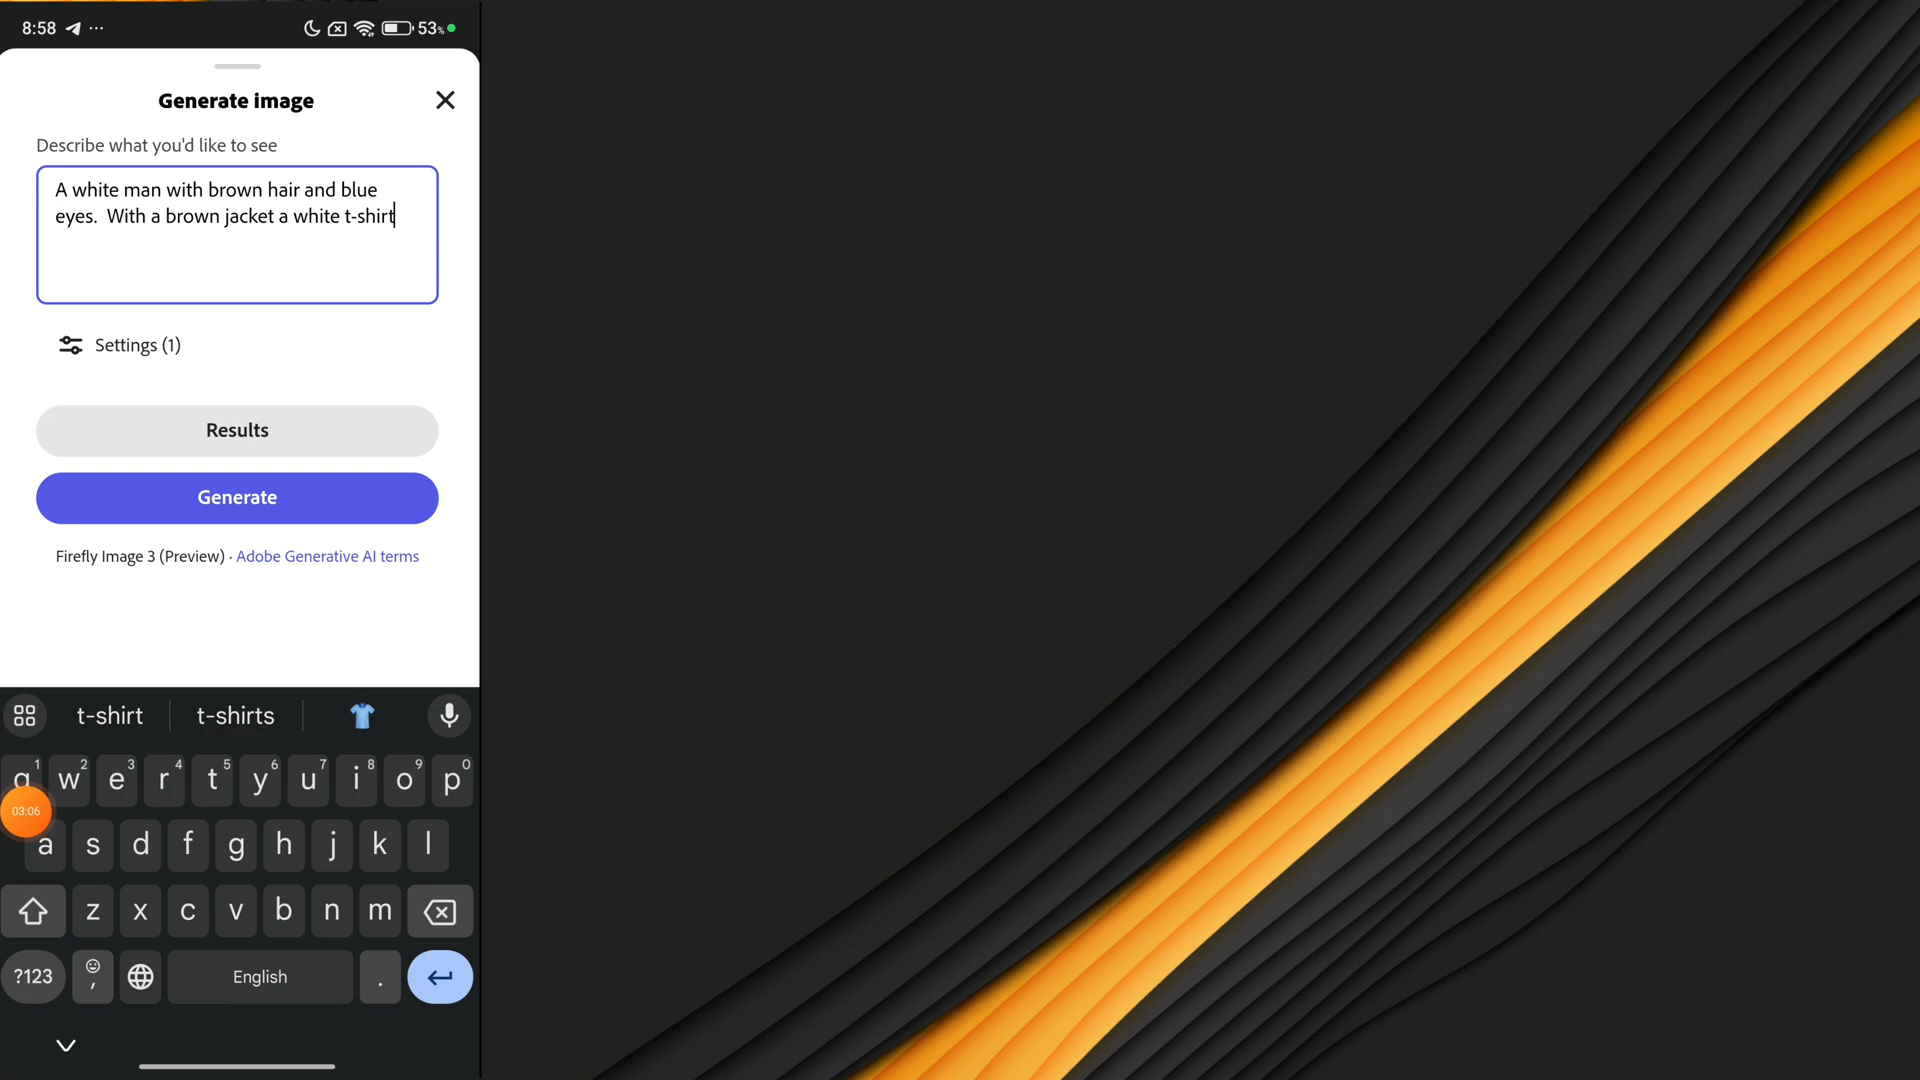 8:58 53%
Generate image
Describe what you'd like to see
A white man with brown hair and blue
eyes.  With a brown jacket a white t-shirt
Settings (1)
Results
Generate
Firefly Image 3 (Preview) · Adobe Generative AI terms
t-shirt t-shirts
1 2 3 4 5 6 7 8 9 0
q w e r t y u i o p
03:06
a s d f g h j k l
z x c v b n m
?123 , English .